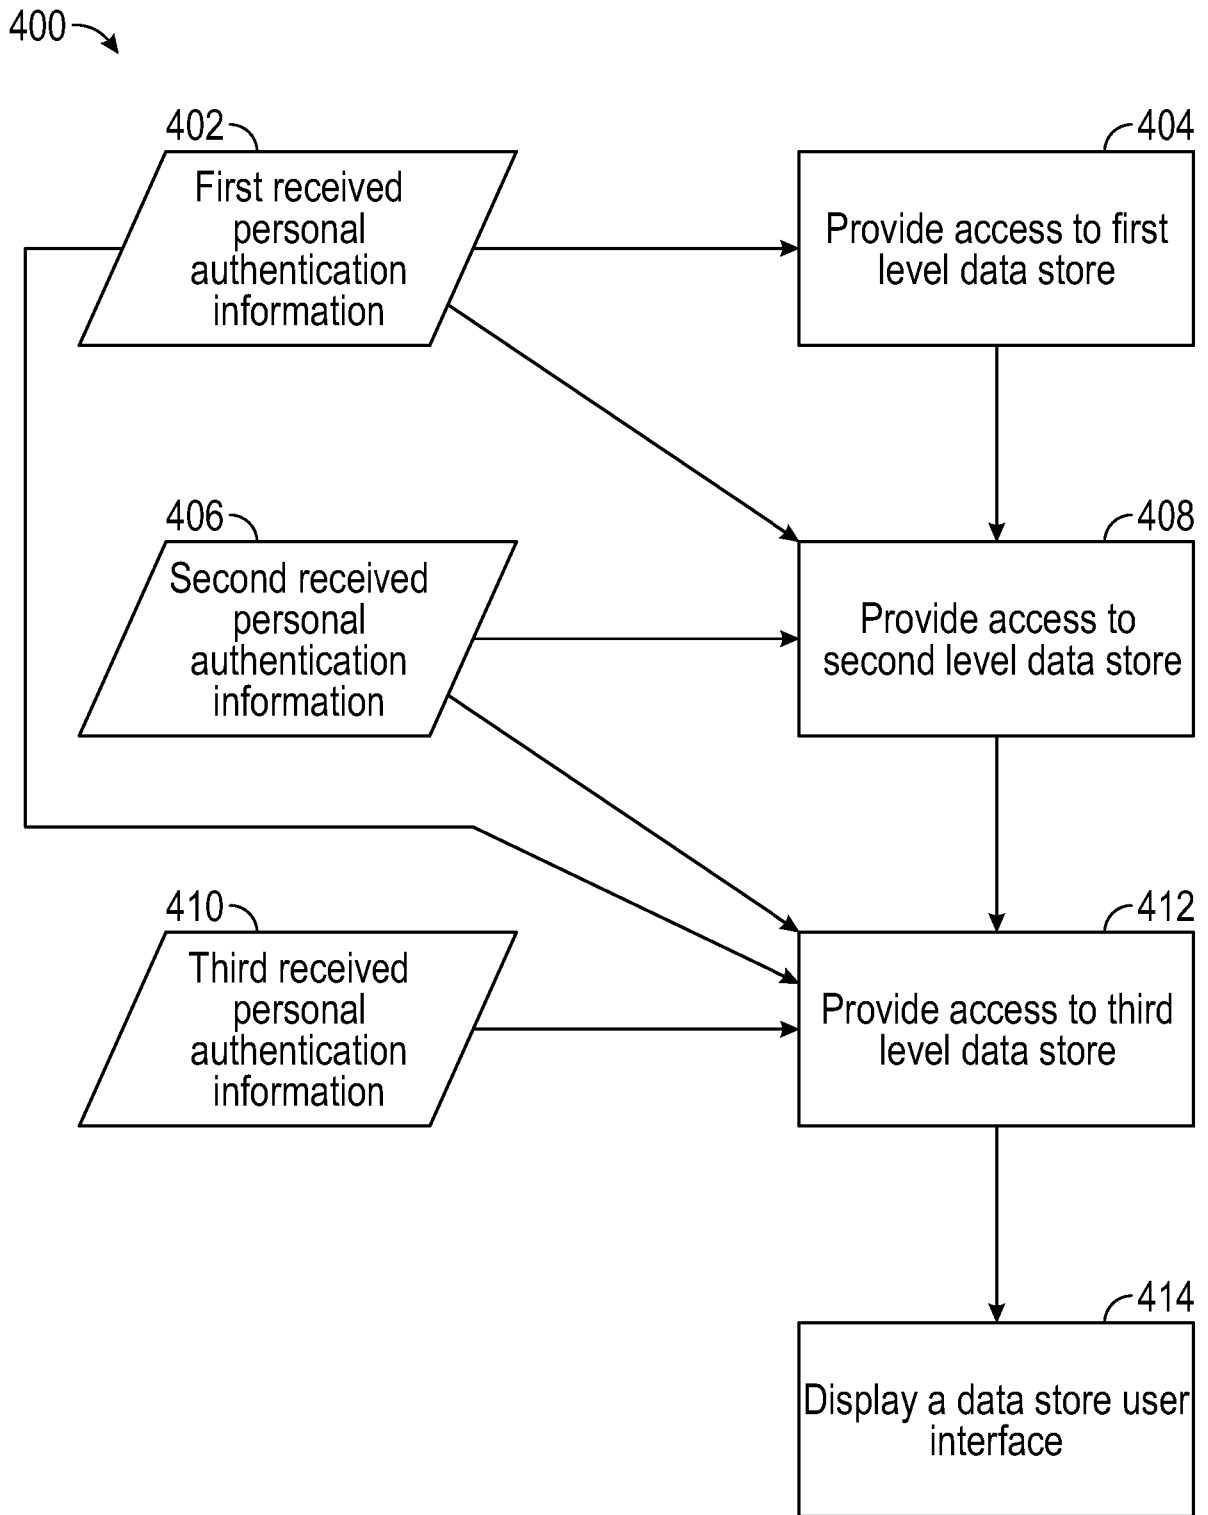 400
402
First received
personal
authentication
information
404
Provide access to first
level data store
406
Second received
personal
authentication
information
408
Provide access to
second level data store
410
Third received
personal
authentication
information
412
Provide access to third
level data store
414
Display a data store user
interface